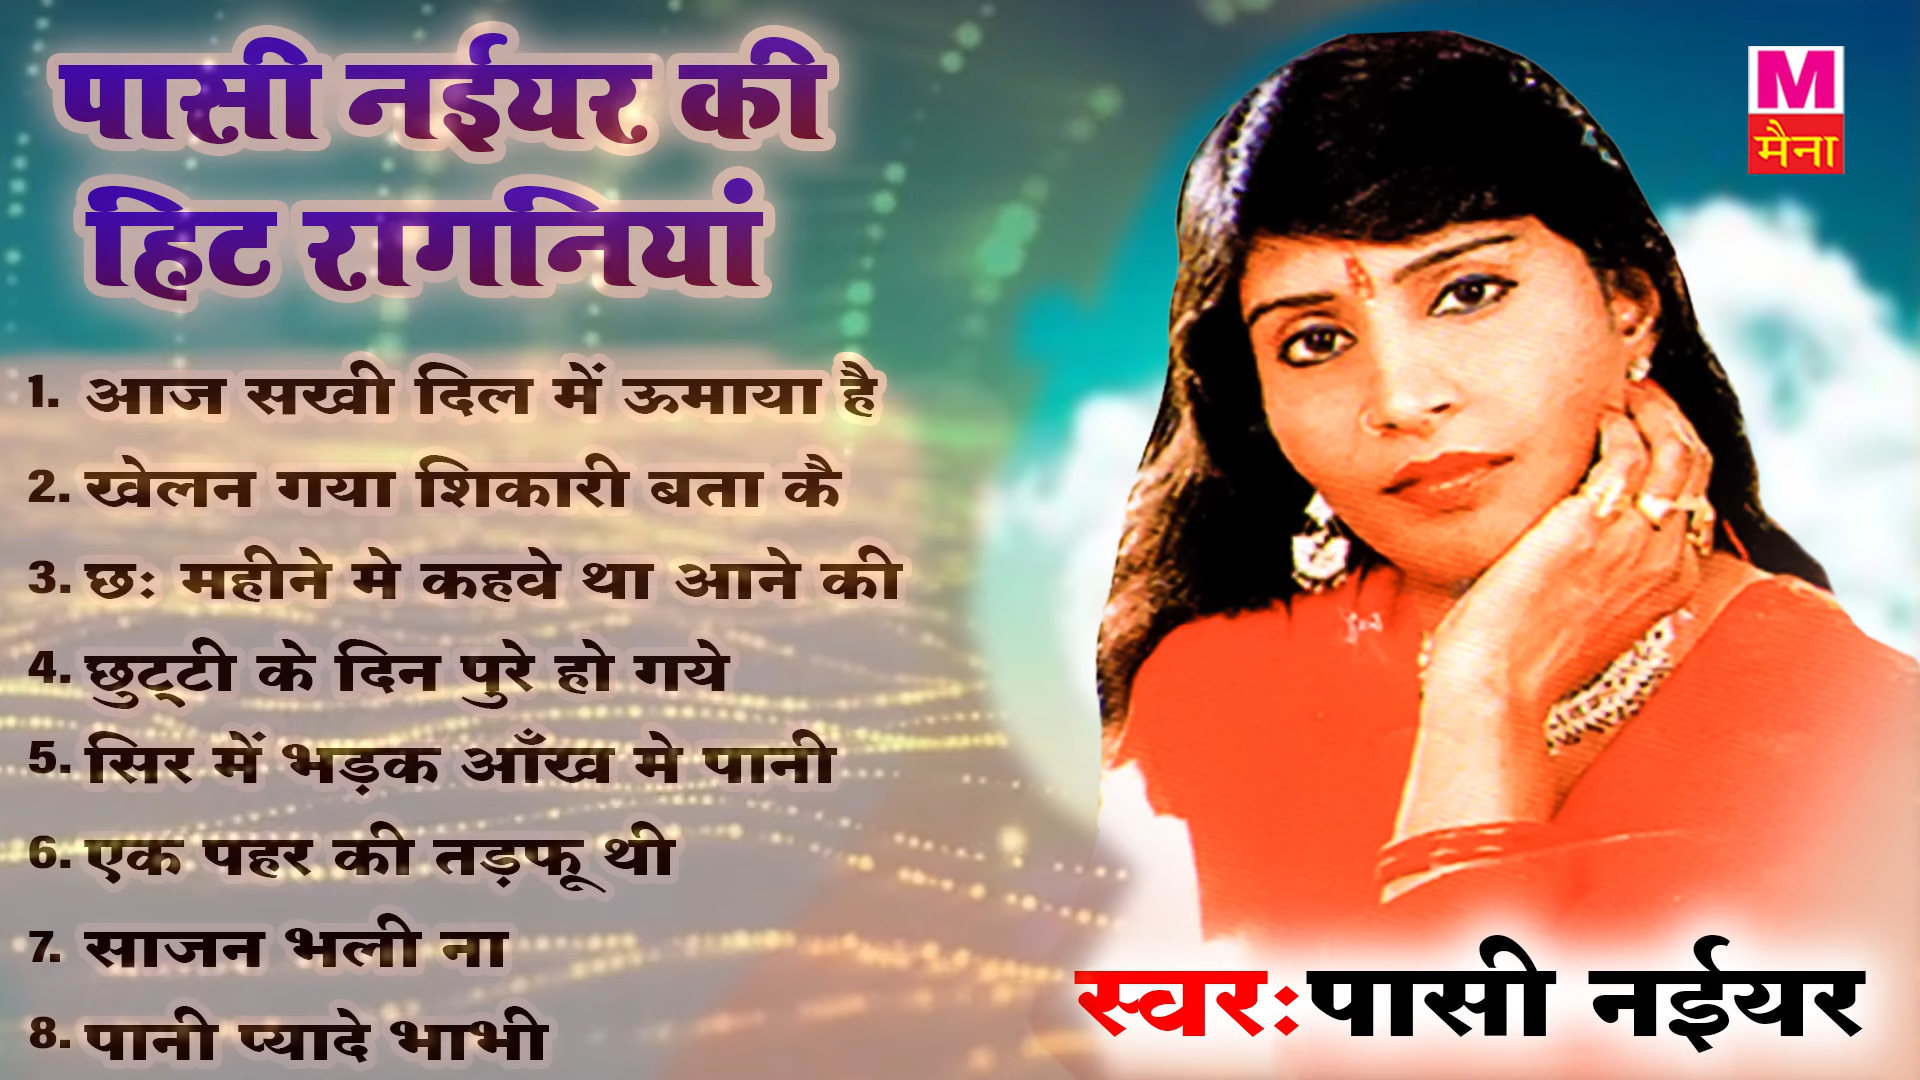 पासी नईयर की
हिट रागनियां
M
मैना
1. आज सखी दिल में ऊमाया है
2. खेलन गया शिकारी बता कै
3. छः महीने मे कहवे था आने की
4. छुट्टी के दिन पुरे हो गये
5. सिर में भड़क आँख मे पानी
6. एक पहर की तड़फू थी
7. साजन भली ना
8. पानी प्यादे भाभी
स्वरः पासी नईयर